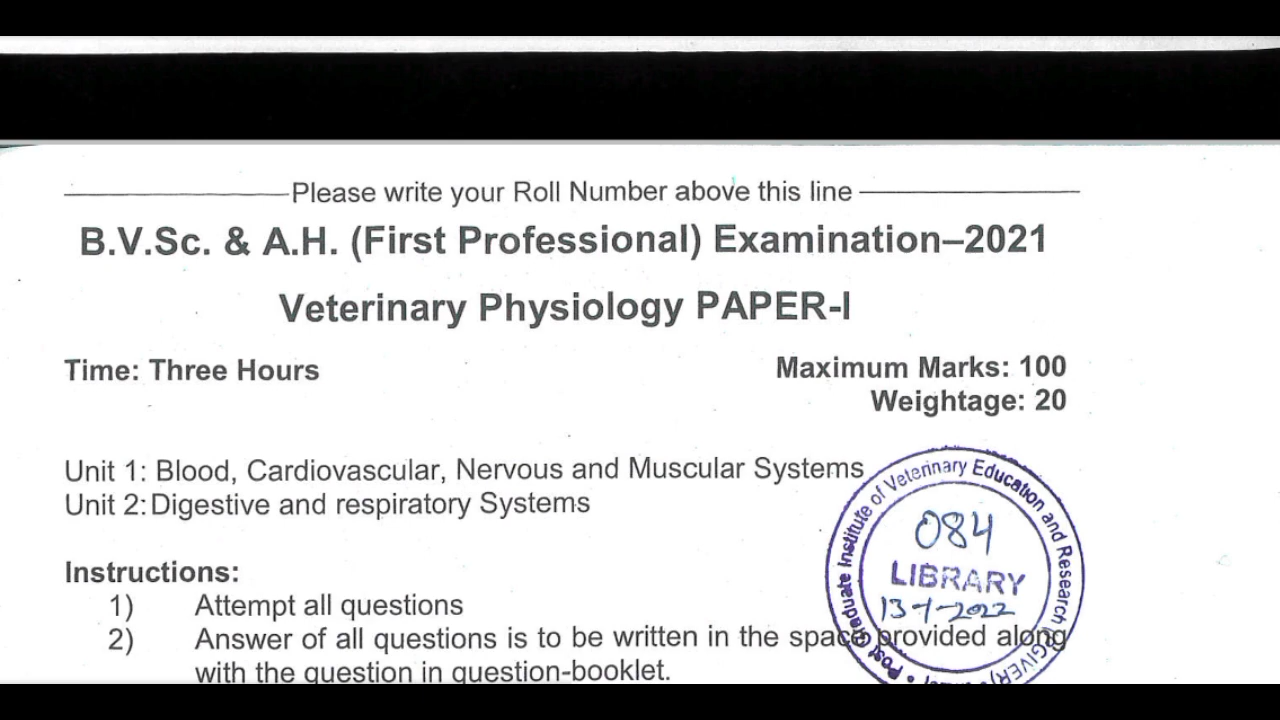 Please write your Roll Number above this line
B.V.Sc. & A.H. (First Professional) Examination–2021
Veterinary Physiology PAPER-I
Time: Three Hours
Maximum Marks: 100
Weightage: 20
Unit 1: Blood, Cardiovascular, Nervous and Muscular Systems
Unit 2: Digestive and respiratory Systems
Post Graduate Institute of Veterinary Education and Research
084
LIBRARY
Instructions:
1) Attempt all questions
2) Answer of all questions is to be written in the space provided along
with the question in question-booklet.